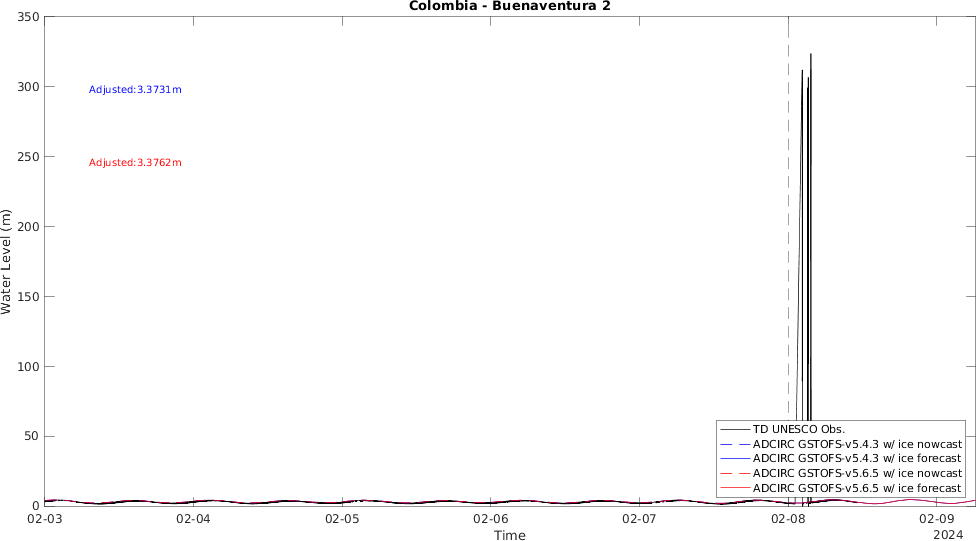 Colombia - Buenaventura 2
350
300
250
200
150
100
50
0
Water Level (m)
Adjusted:3.3731m
Adjusted:3.3762m
TD UNESCO Obs.
ADCIRC GSTOFS-v5.4.3 w/ ice nowcast
ADCIRC GSTOFS-v5.4.3 w/ ice forecast
ADCIRC GSTOFS-v5.6.5 w/ ice nowcast
ADCIRC GSTOFS-v5.6.5 w/ ice forecast
02-03 02-04 02-05 02-06 02-07 02-08 02-09
Time
2024